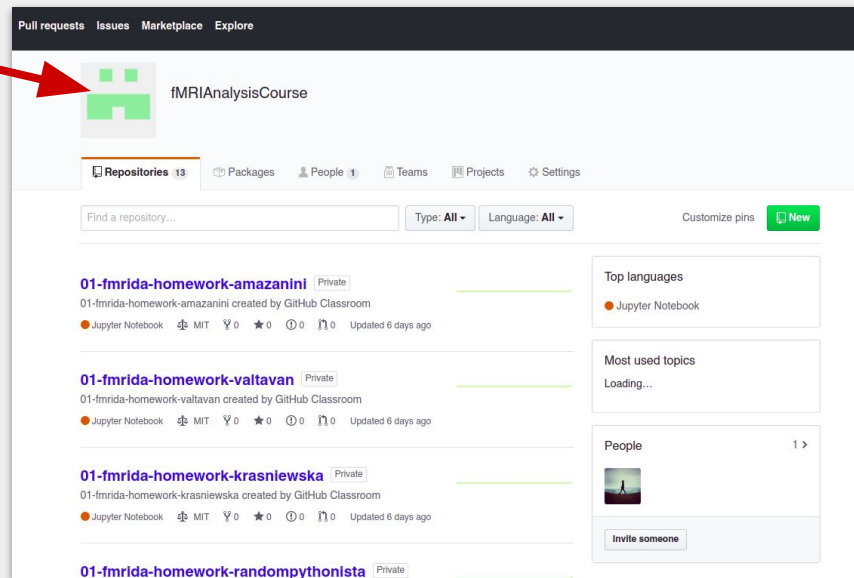 Pull requests Issues Marketplace Explore
fMRIAnalysisCourse
Repositories 13 Packages People 1 Teams Projects Settings
Find a repository… Type: All Language: All Customize pins New
01-fmrida-homework-amazanini Private
01-fmrida-homework-amazanini created by GitHub Classroom
Jupyter Notebook MIT 0 0 0 0 Updated 6 days ago
01-fmrida-homework-valtavan Private
01-fmrida-homework-valtavan created by GitHub Classroom
Jupyter Notebook MIT 0 0 0 0 Updated 6 days ago
01-fmrida-homework-krasniewska Private
01-fmrida-homework-krasniewska created by GitHub Classroom
Jupyter Notebook MIT 0 0 0 0 Updated 6 days ago
01-fmrida-homework-randompythonista Private
Top languages
Jupyter Notebook
Most used topics
Loading…
People 1
Invite someone